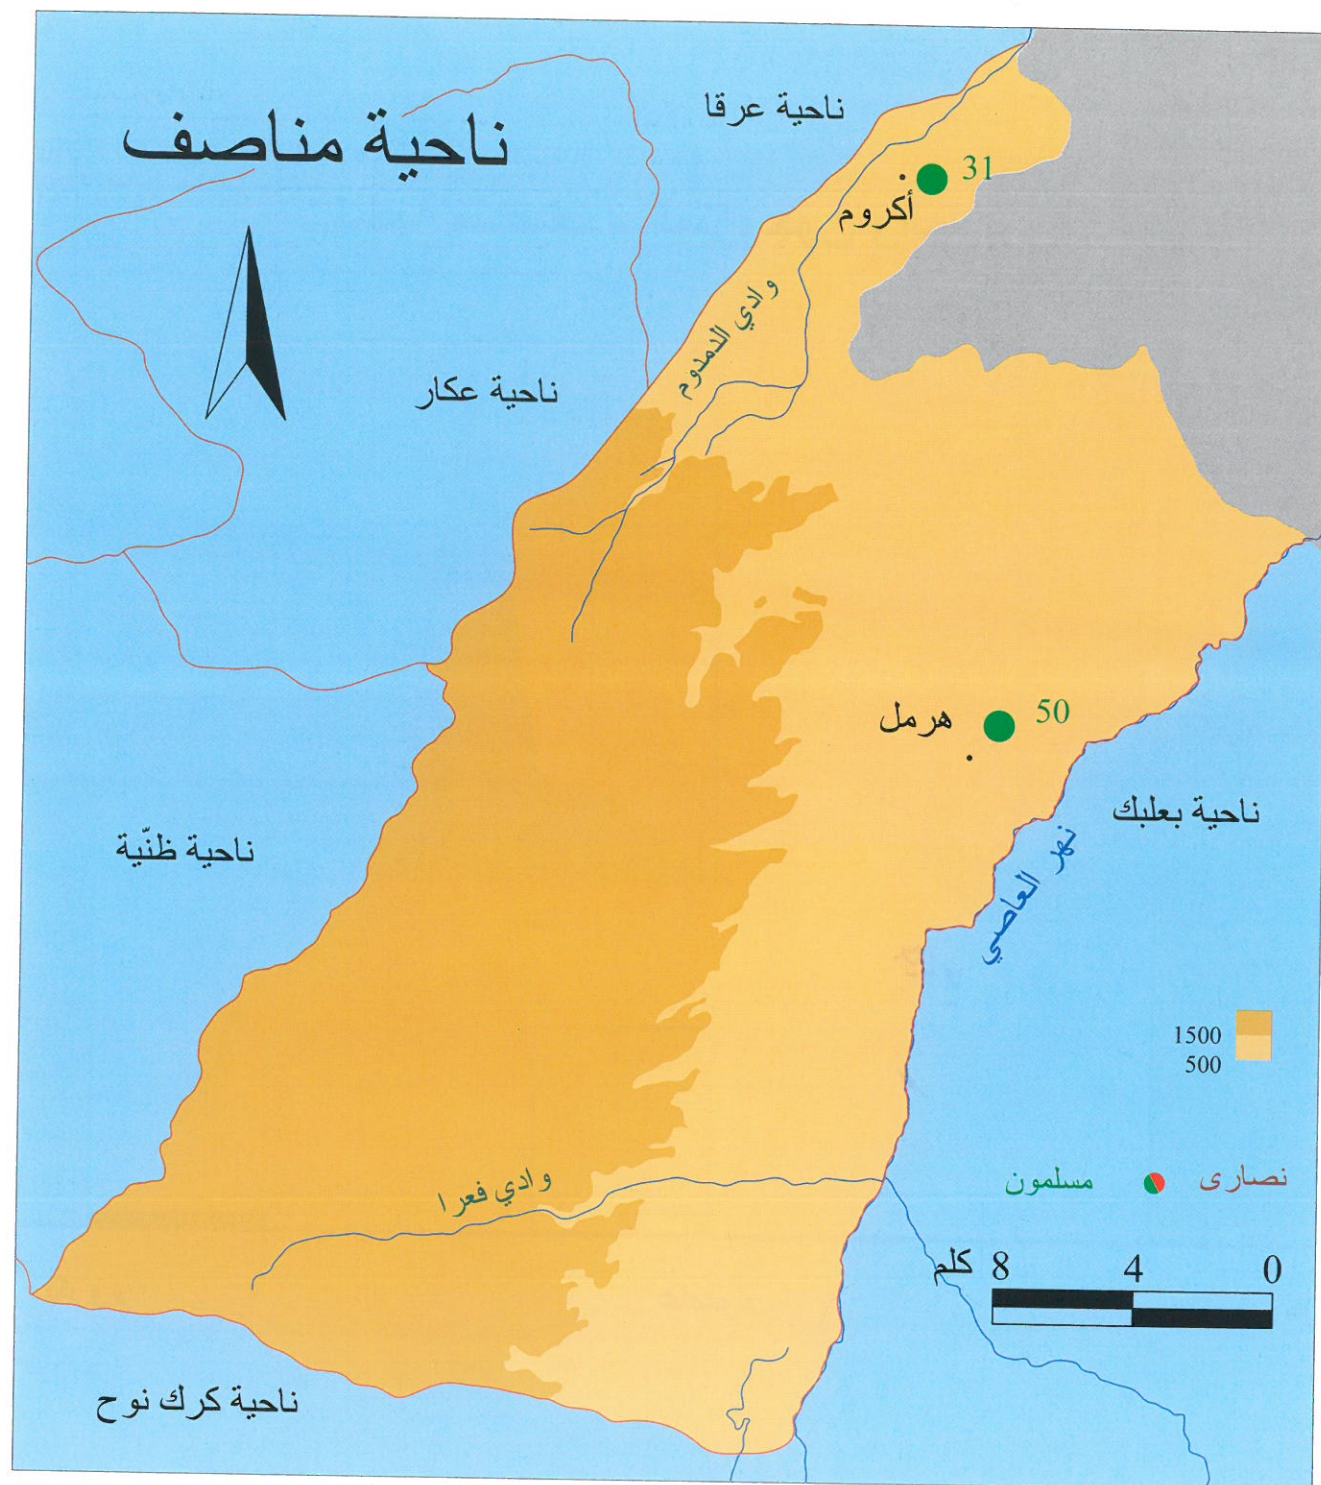 ناحية مناصف
ناحية عرقا
31
أكروم
وادي الدمدوم
ناحية عكار
50
هرمل
ناحية بعلبك
نهر العاصي
ناحية ظنّية
1500
500
وادي فعرا
نصارى
مسلمون
0
4
8
كلم
ناحية كرك نوح